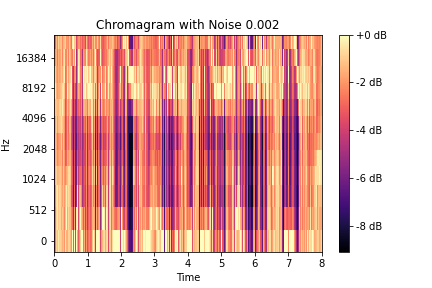 Chromagram with Noise 0.002
Hz
16384
8192
4096
2048
1024
512
0
0 1 2 3 4 5 6 7 8
Time
+0 dB
-2 dB
-4 dB
-6 dB
-8 dB